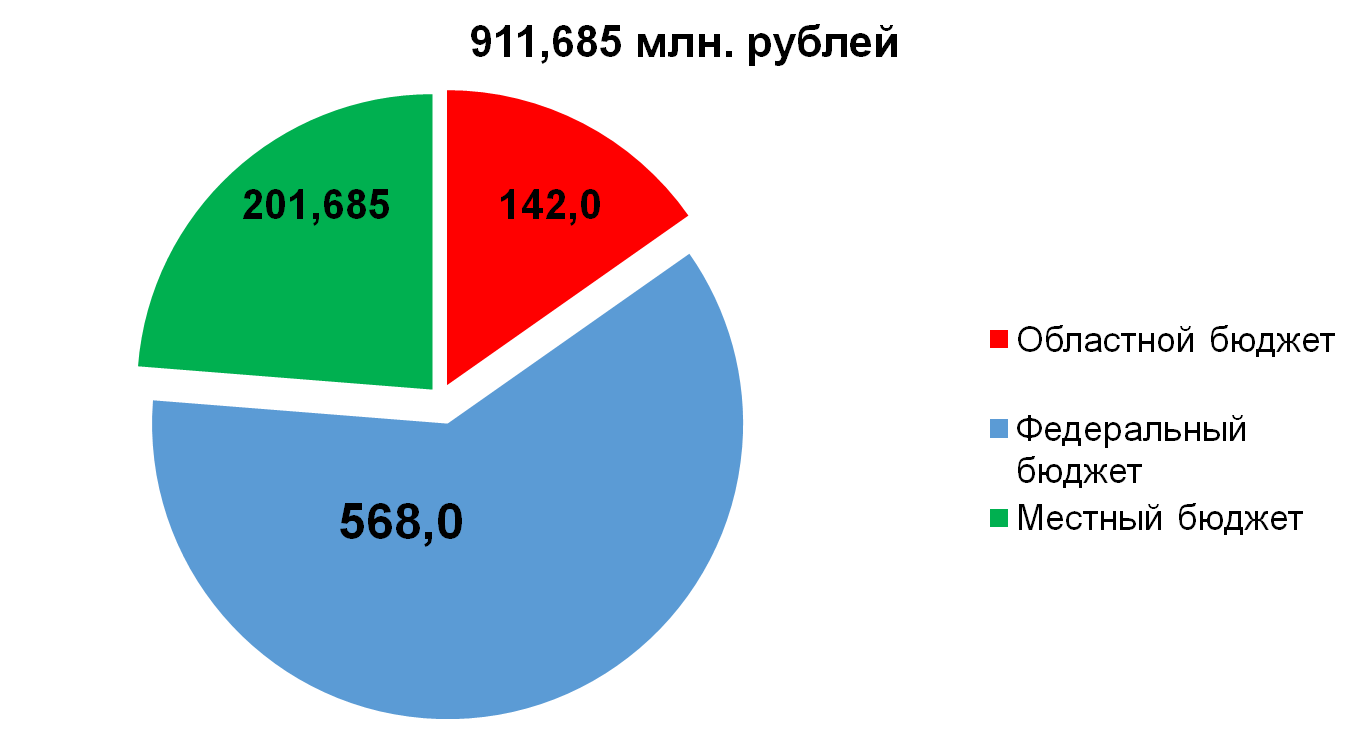 911,685 млн. рублей
201,685
142,0
568,0
Областной бюджет
Федеральный
бюджет
Местный бюджет